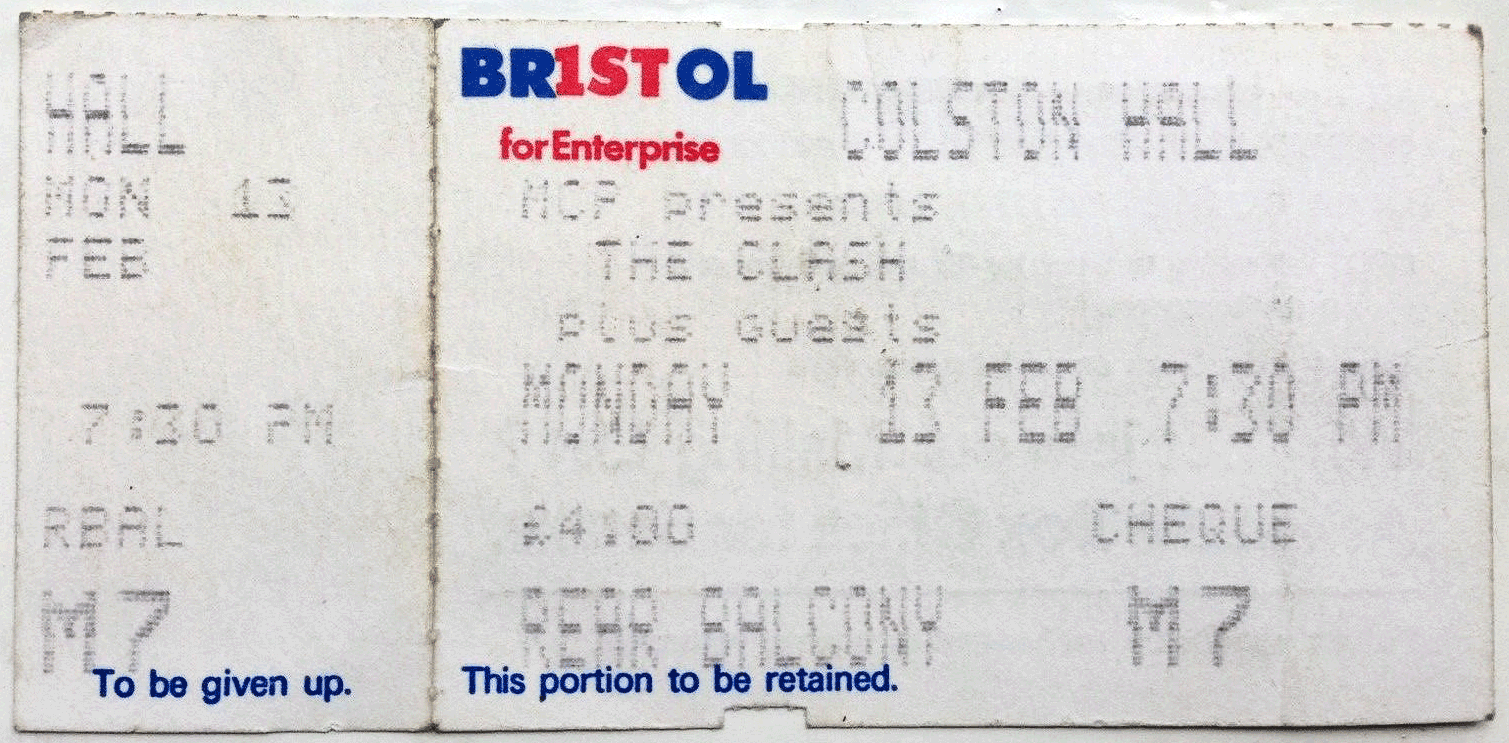 HALL
MON 13
FEB
7:30 PM
RBAL
M7
To be given up.
BR1STOL
for Enterprise
COLSTON HALL
MCP presents
THE CLASH
plus Guests
MONDAY 13 FEB 7:30 PM
£4:00 CHEQUE
REAR BALCONY M7
This portion to be retained.